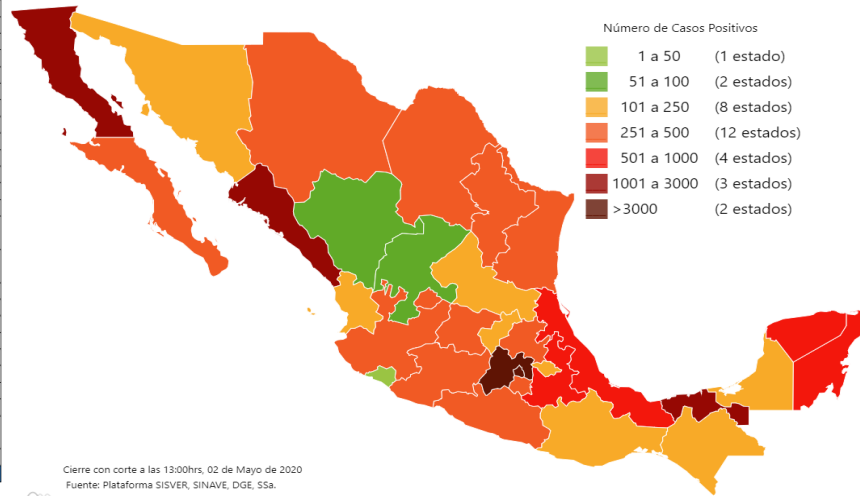 Número de Casos Positivos
1 a 50 (1 estado)
51 a 100 (2 estados)
101 a 250 (8 estados)
251 a 500 (12 estados)
501 a 1000 (4 estados)
1001 a 3000 (3 estados)
>3000 (2 estados)
Cierre con corte a las 13:00hrs, 02 de Mayo de 2020
Fuente: Plataforma SISVER, SINAVE, DGE, SSa.